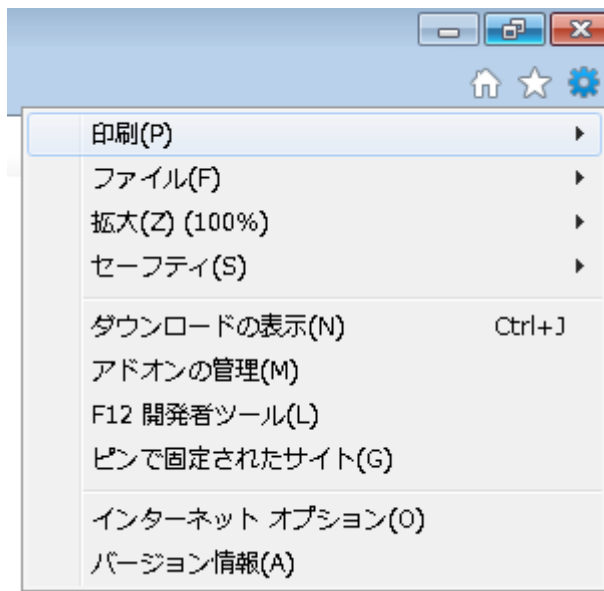 印刷(P)
ファイル(F)
拡大(Z) (100%)
セーフティ(S)
ダウンロードの表示(N) Ctrl+J
アドオンの管理(M)
F12 開発者ツール(L)
ピンで固定されたサイト(G)
インターネット オプション(O)
バージョン情報(A)